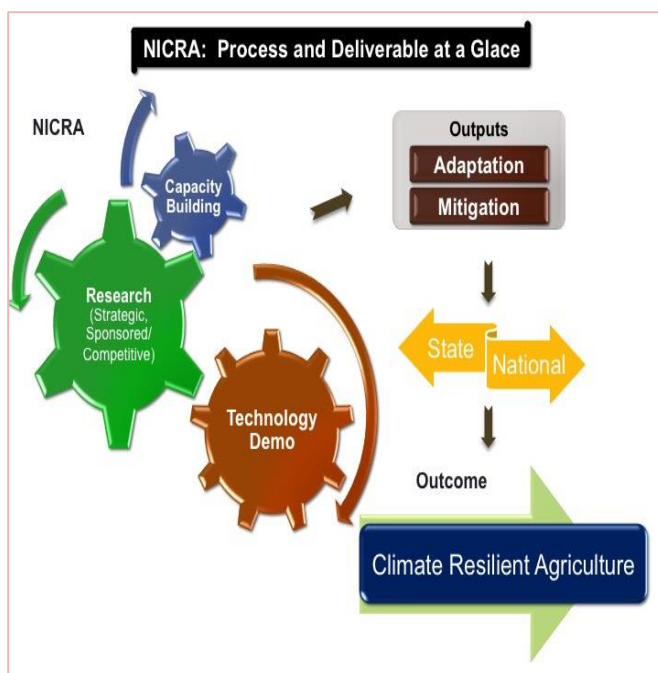 NICRA: Process and Deliverable at a Glace
NICRA
Capacity
Building
Research
(Strategic,
Sponsored/
Competitive)
Technology
Demo
Outputs
Adaptation
Mitigation
State
National
Outcome
Climate Resilient Agriculture